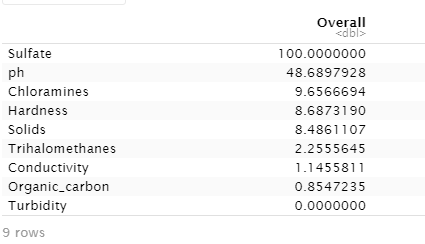 Overall
<dbl>
Sulfate 100.0000000
ph 48.6897928
Chloramines 9.6566694
Hardness 8.6873190
Solids 8.4861107
Trihalomethanes 2.2555645
Conductivity 1.1455811
Organic_carbon 0.8547235
Turbidity 0.0000000
9 rows